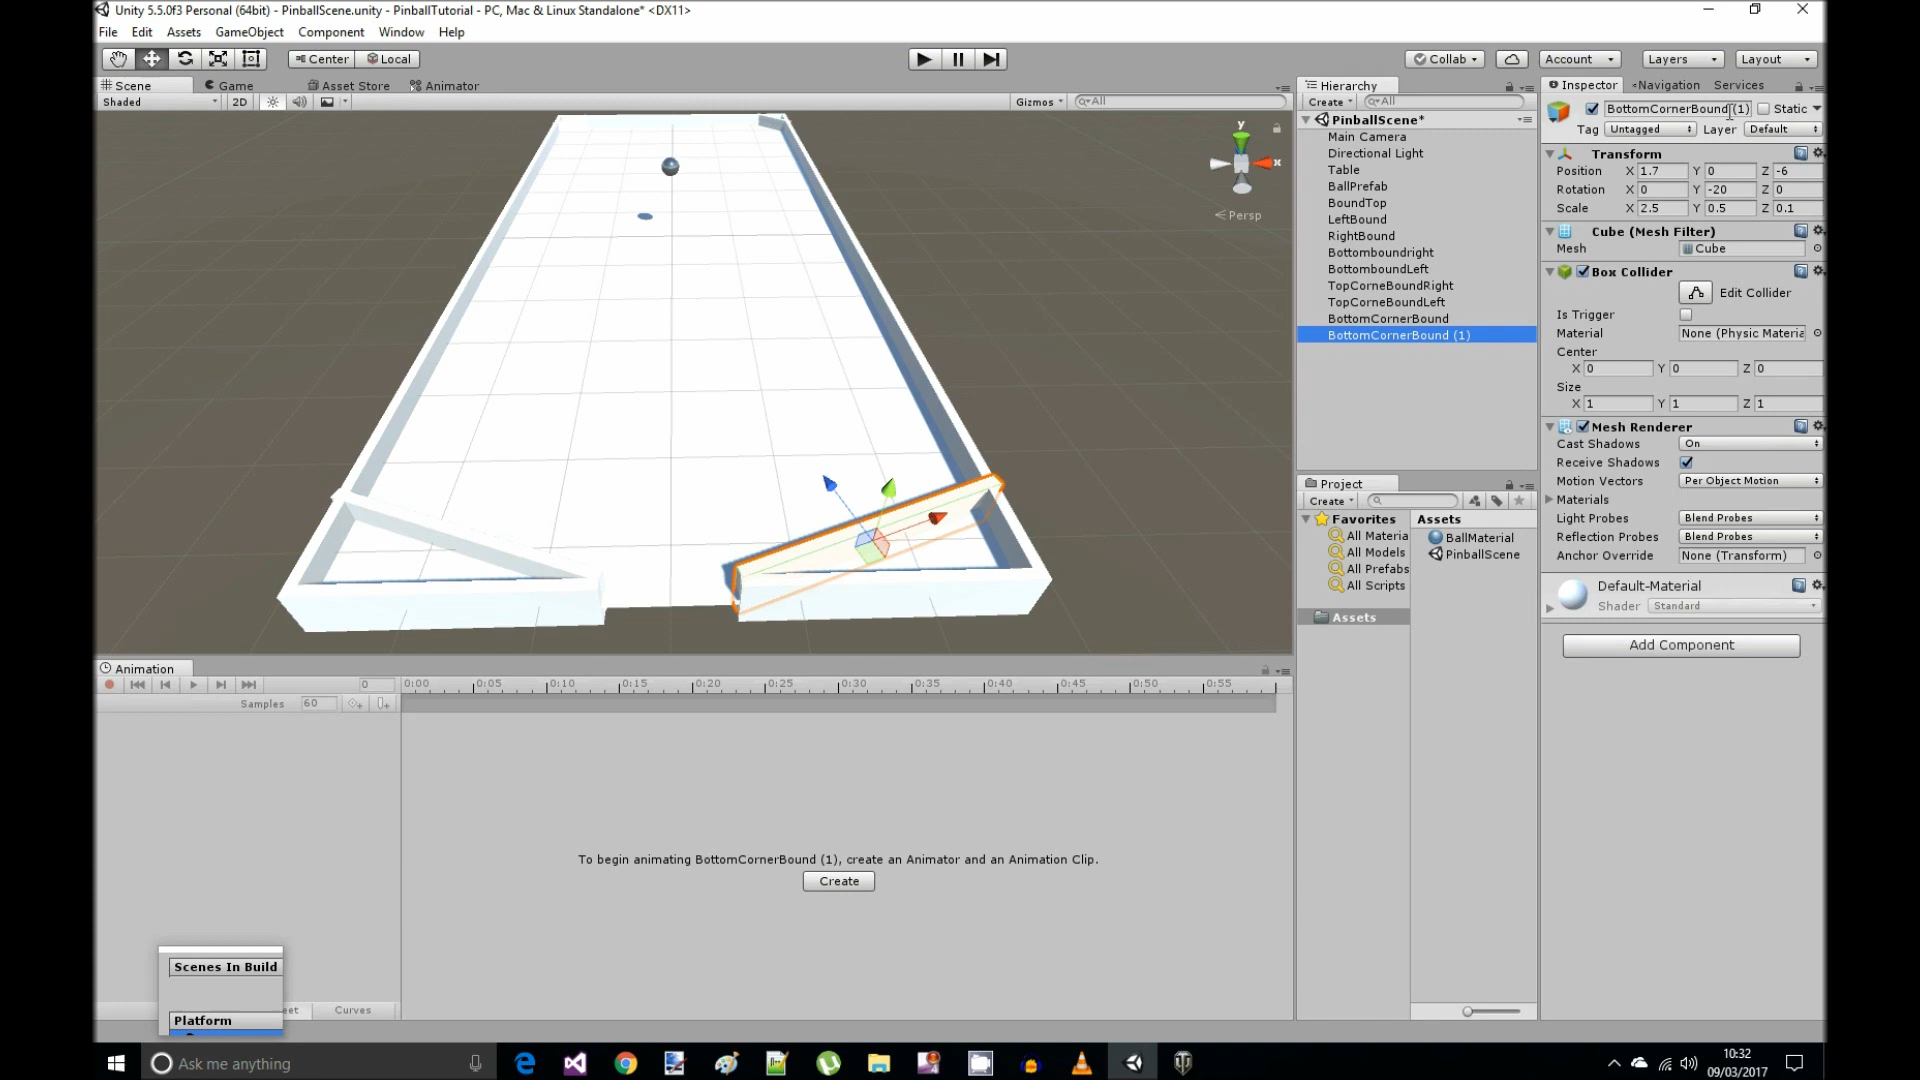 Unity 5.5.0f3 Personal (64bit) - PinballScene.unity - PinballTutorial - PC, Mac & Linux Standalone* <DX11>
File Edit Assets GameObject Component Window Help
Center Local
Collab Account Layers Layout
Scene Game Asset Store Animator
Shaded 2D Gizmos All
y
x
Persp
Hierarchy
Create All
PinballScene*
Main Camera
Directional Light
Table
BallPrefab
BoundTop
LeftBound
RightBound
Bottomboundright
BottomboundLeft
TopCorneBoundRight
TopCorneBoundLeft
BottomCornerBound
BottomCornerBound (1)
Project
Create
Favorites
All Materia
All Models
All Prefabs
All Scripts
Assets
Assets
BallMaterial
PinballScene
Inspector Navigation Services
BottomCornerBound (1) Static
Tag Untagged Layer Default
Transform
Position X 1.7 Y 0 Z -6
Rotation X 0 Y -20 Z 0
Scale X 2.5 Y 0.5 Z 0.1
Cube (Mesh Filter)
Mesh Cube
Box Collider
Edit Collider
Is Trigger
Material None (Physic Materia
Center
X 0 Y 0 Z 0
Size
X 1 Y 1 Z 1
Mesh Renderer
Cast Shadows On
Receive Shadows
Motion Vectors Per Object Motion
Materials
Light Probes Blend Probes
Reflection Probes Blend Probes
Anchor Override None (Transform)
Default-Material
Shader Standard
Add Component
Animation
0 0:00 0:05 0:10 0:15 0:20 0:25 0:30 0:35 0:40 0:45 0:50 0:55
Samples 60
To begin animating BottomCornerBound (1), create an Animator and an Animation Clip.
Create
Scenes In Build
Platform
eet Curves
Ask me anything
10:32
09/03/2017